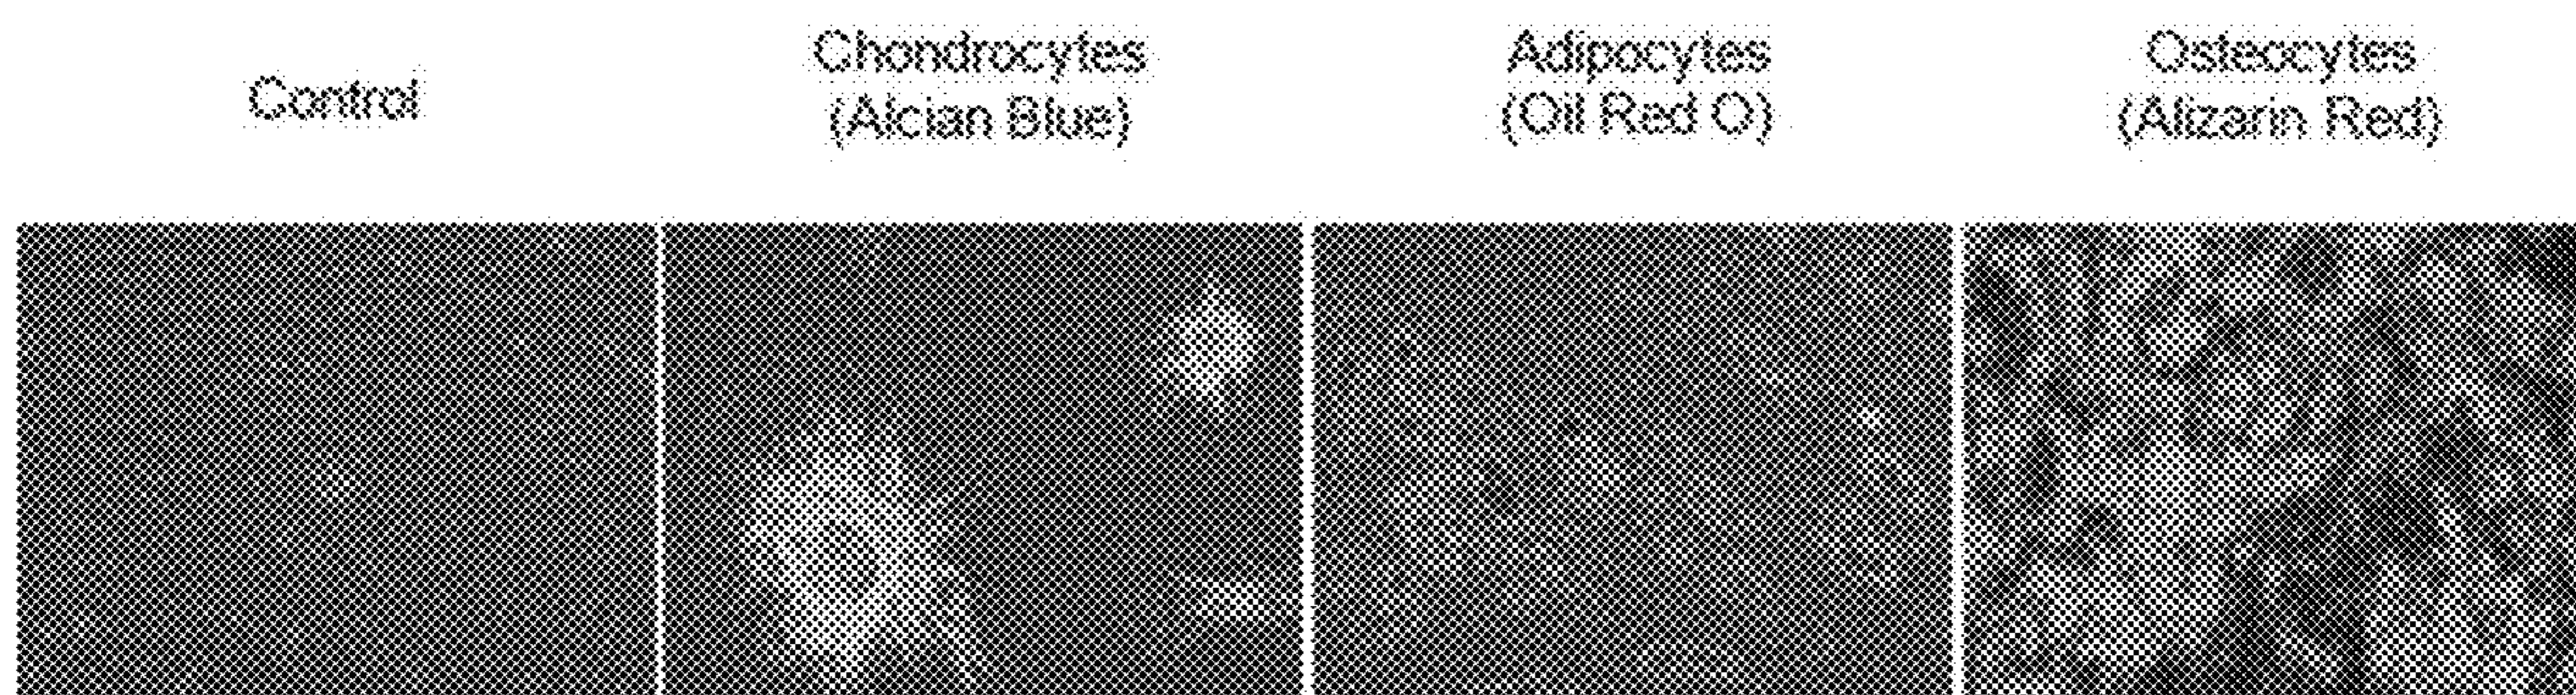 Control
Chondrocytes
(Alcian Blue)
Adipocytes
(Oil Red O)
Osteocytes
(Alizarin Red)